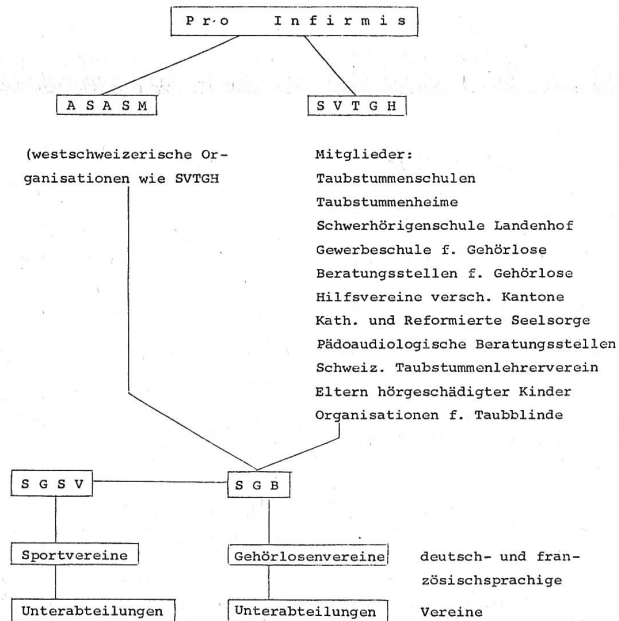 Pro Infirmis
ASASM
SVTGH
(westschweizerische Or-
ganisationen wie SVTGH
Mitglieder:
Taubstummenschulen
Taubstummenheime
Schwerhörigenschule Landenhof
Gewerbeschule f. Gehörlose
Beratungsstellen f. Gehörlose
Hilfsvereine versch. Kantone
Kath. und Reformierte Seelsorge
Pädoaudiologische Beratungsstellen
Schweiz. Taubstummenlehrerverein
Eltern hörgeschädigter Kinder
Organisationen f. Taubblinde
SGSV
SGB
Sportvereine
Gehörlosenvereine
deutsch- und fran-
zösischsprachige
Unterabteilungen
Unterabteilungen
Vereine